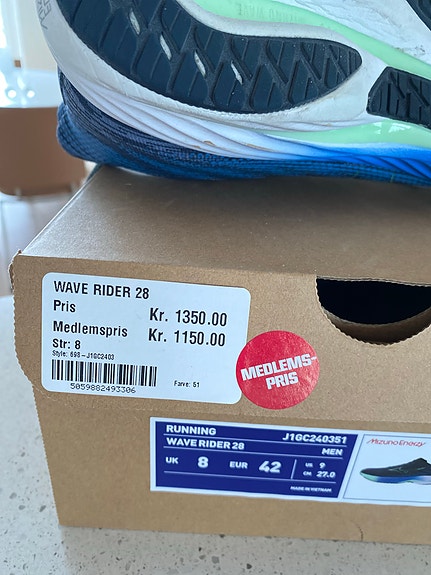 WAVE RIDER 28
Pris Kr. 1350.00
Medlemspris Kr. 1150.00
Str: 8
Style: 698-J1GC2403
5059882493306 Farve: 51
MEDLEMS-
PRIS
RUNNING J1GC240351
WAVE RIDER 28 MEN
UK 8 EUR 42 US 9
CM 27.0
MADE IN VIETNAM
Mizuno Enerzy